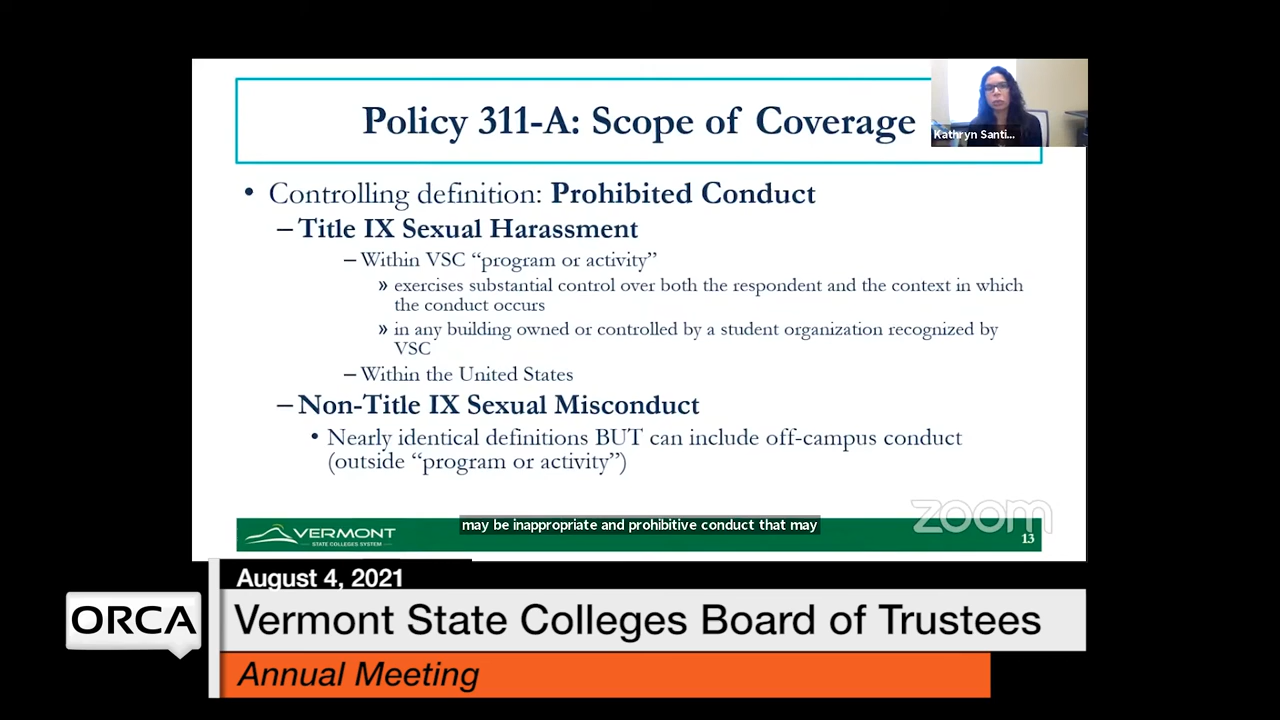 Policy 311-A: Scope of Coverage
Kathryn Santi...
• Controlling definition: Prohibited Conduct
– Title IX Sexual Harassment
– Within VSC “program or activity”
» exercises substantial control over both the respondent and the context in which
the conduct occurs
» in any building owned or controlled by a student organization recognized by
VSC
– Within the United States
– Non-Title IX Sexual Misconduct
• Nearly identical definitions BUT can include off-campus conduct
(outside “program or activity”)
zoom
VERMONT
STATE COLLEGES SYSTEM
may be inappropriate and prohibitive conduct that may
13
August 4, 2021
ORCA
Vermont State Colleges Board of Trustees
Annual Meeting